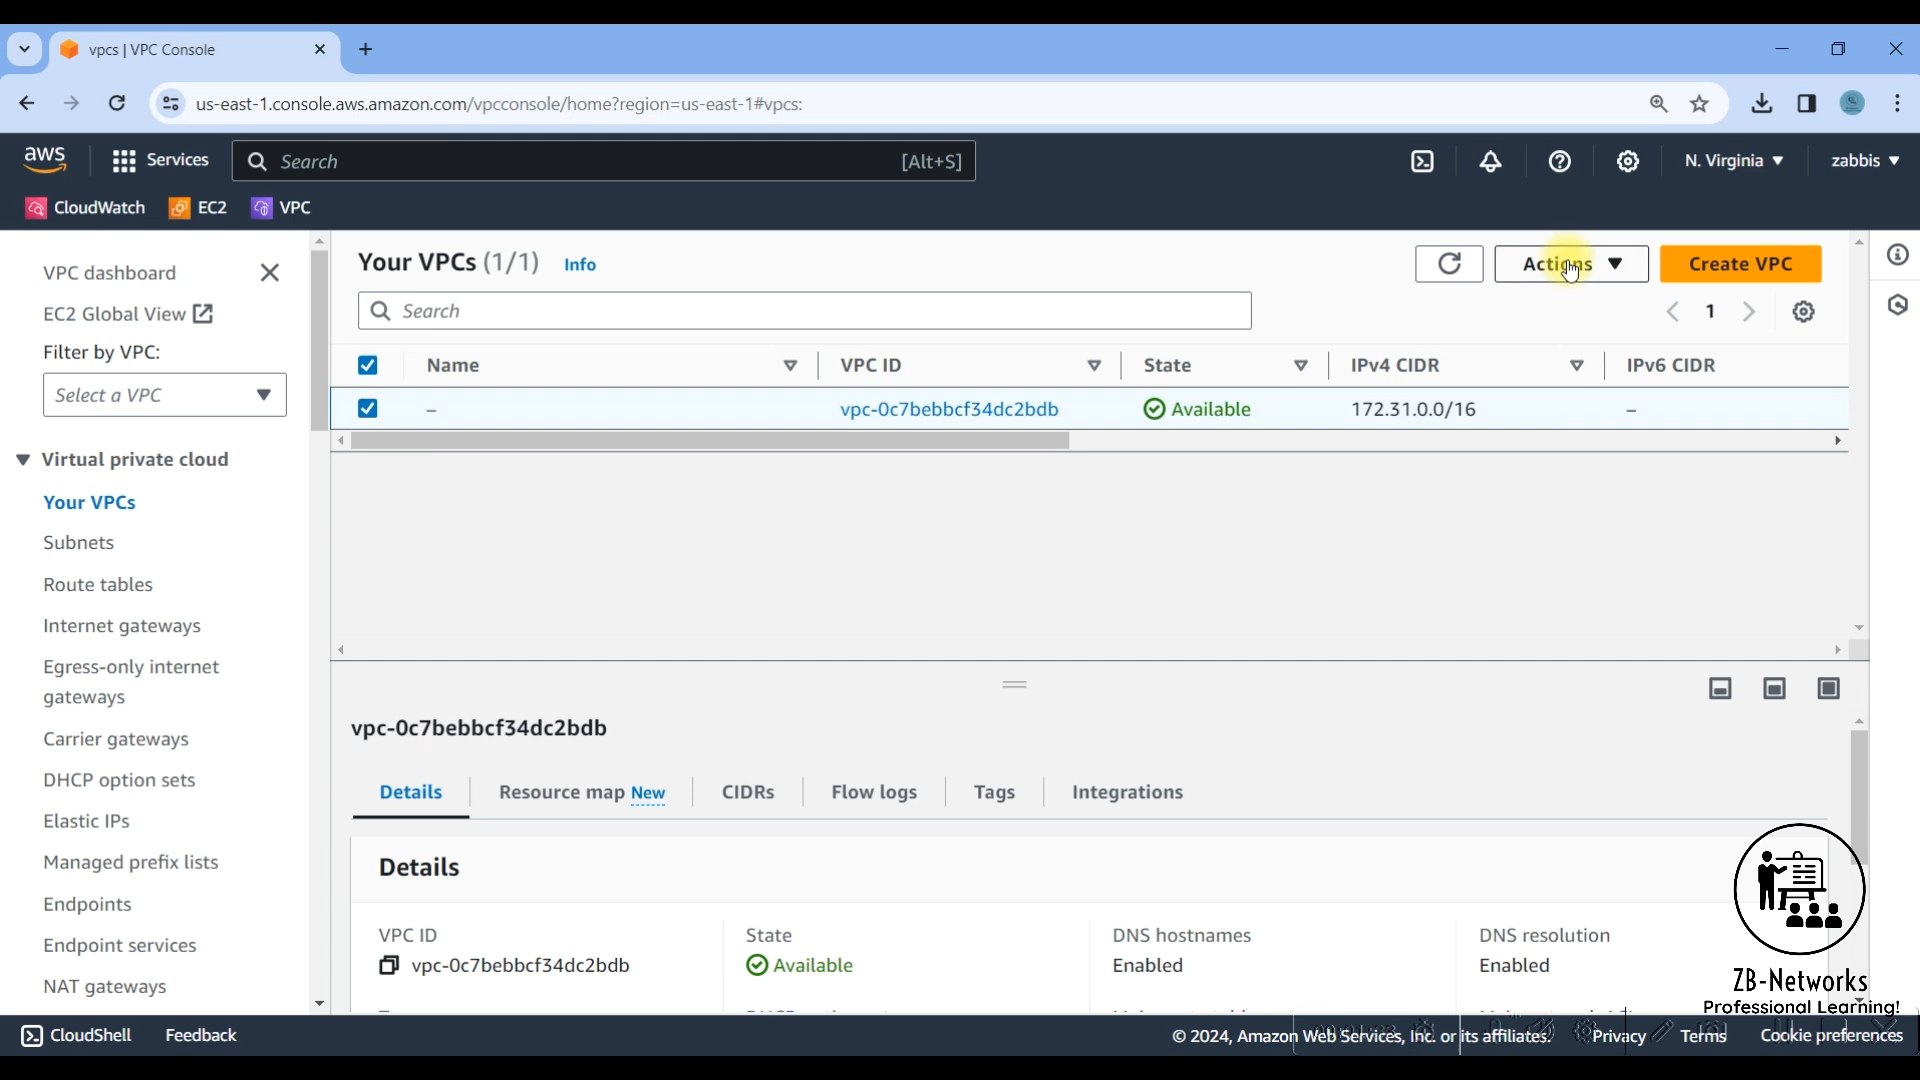 vpcs | VPC Console
us-east-1.console.aws.amazon.com/vpcconsole/home?region=us-east-1#vpcs:
aws
Services
Search
[Alt+S]
N. Virginia
zabbis
CloudWatch
EC2
VPC
VPC dashboard
EC2 Global View
Filter by VPC:
Select a VPC
Virtual private cloud
Your VPCs
Subnets
Route tables
Internet gateways
Egress-only internet
gateways
Carrier gateways
DHCP option sets
Elastic IPs
Managed prefix lists
Endpoints
Endpoint services
NAT gateways
Your VPCs (1/1) Info
Actions
Create VPC
Search
1
Name VPC ID State IPv4 CIDR IPv6 CIDR
– vpc-0c7bebbcf34dc2bdb Available 172.31.0.0/16 –
vpc-0c7bebbcf34dc2bdb
Details Resource map New CIDRs Flow logs Tags Integrations
Details
VPC ID
vpc-0c7bebbcf34dc2bdb
State
Available
DNS hostnames
Enabled
DNS resolution
Enabled
ZB-Networks
Professional Learning!
CloudShell Feedback
© 2024, Amazon Web Services, Inc. or its affiliates. Privacy Terms Cookie preferences